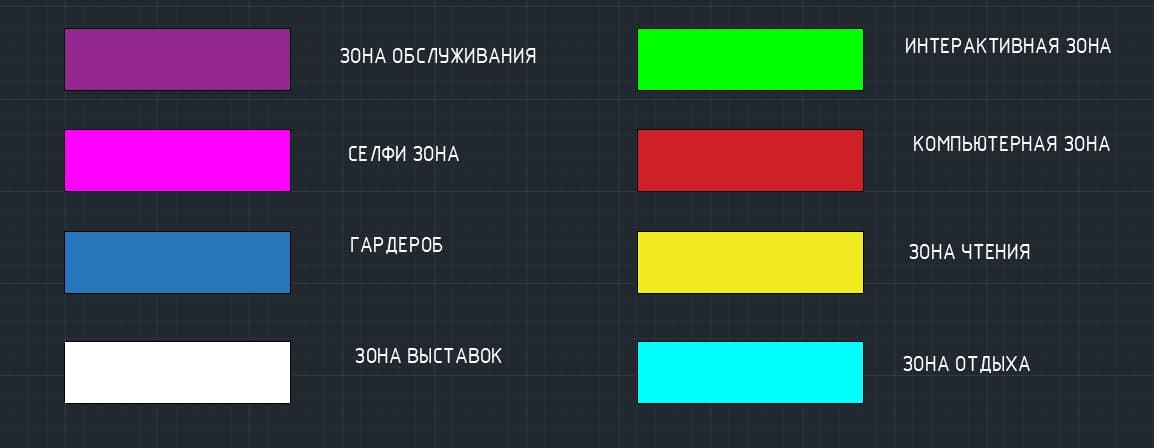 ЗОНА ОБСЛУЖИВАНИЯ
СЕЛФИ ЗОНА
ГАРДЕРОБ
ЗОНА ВЫСТАВОК
ИНТЕРАКТИВНАЯ ЗОНА
КОМПЬЮТЕРНАЯ ЗОНА
ЗОНА ЧТЕНИЯ
ЗОНА ОТДЫХА